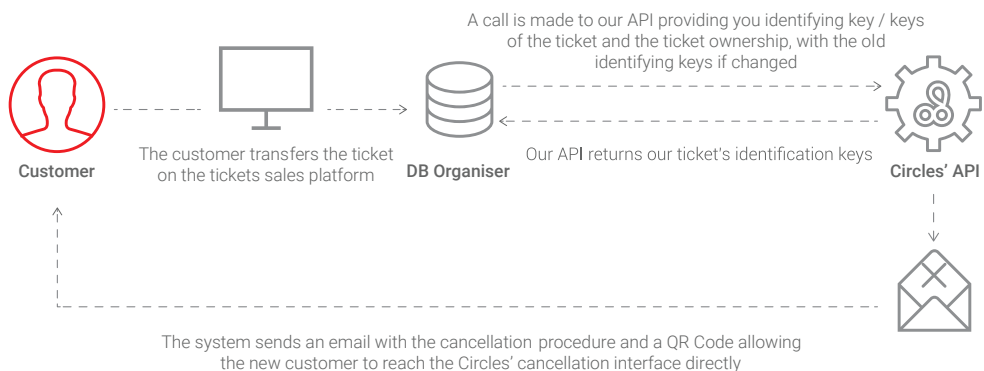 A call is made to our API providing you identifying key / keys
of the ticket and the ticket ownership, with the old
identifying keys if changed
Customer
The customer transfers the ticket
on the tickets sales platform
DB Organiser
Our API returns our ticket's identification keys
Circles' API
The system sends an email with the cancellation procedure and a QR Code allowing
the new customer to reach the Circles' cancellation interface directly